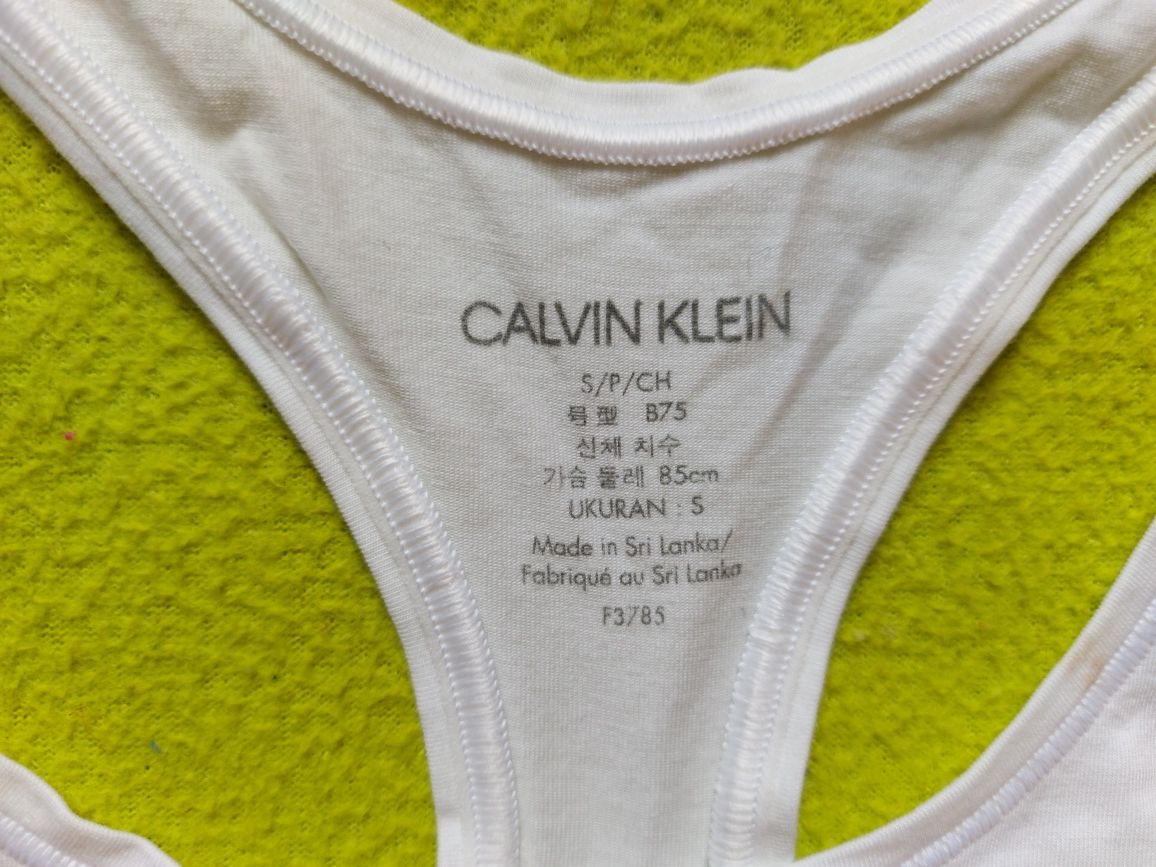 CALVIN KLEIN
S/P/CH
号型 B75
신체 치수
가슴 둘레 85cm
UKURAN : S
Made in Sri Lanka/
Fabriqué au Sri Lanka
F3785